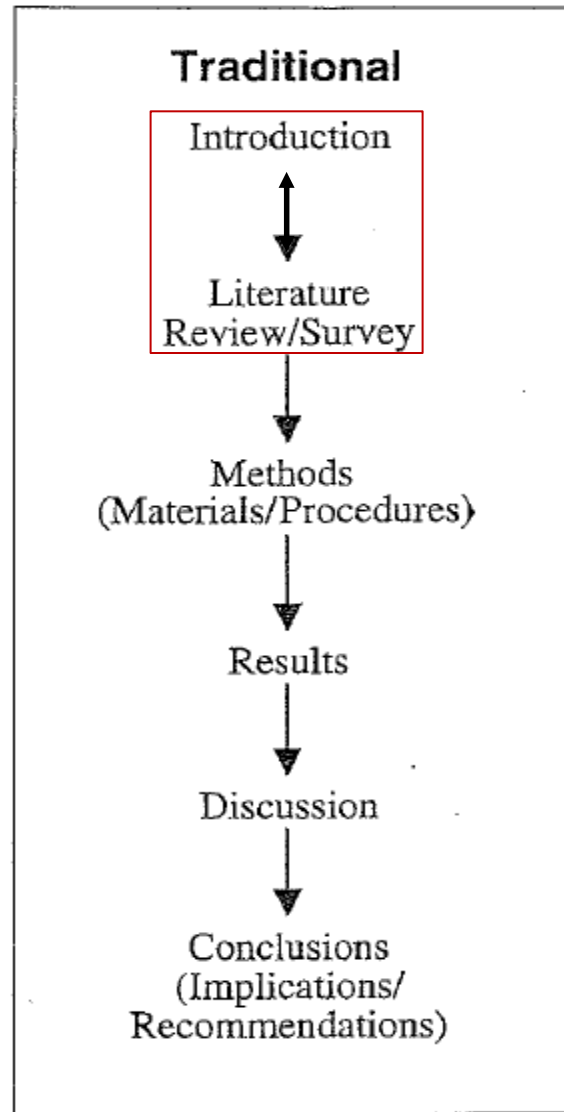 Traditional
Introduction
Literature
Review/Survey
Methods
(Materials/Procedures)
Results
Discussion
Conclusions
(Implications/
Recommendations)